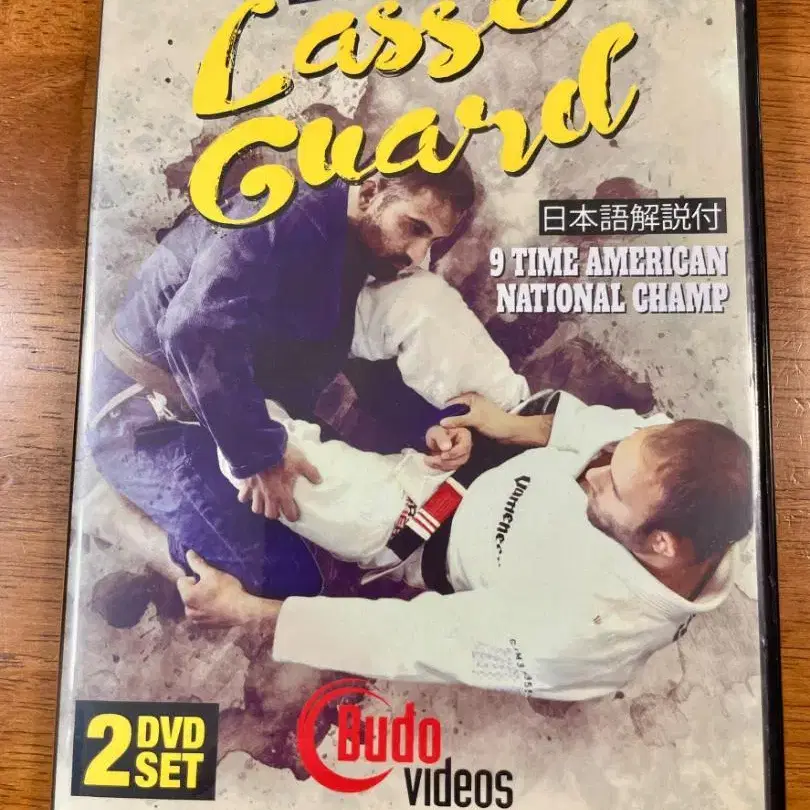 Lasso
Guard
日本語解説付
9 TIME AMERICAN
NATIONAL CHAMP
2 DVD
SET
Budo
videos